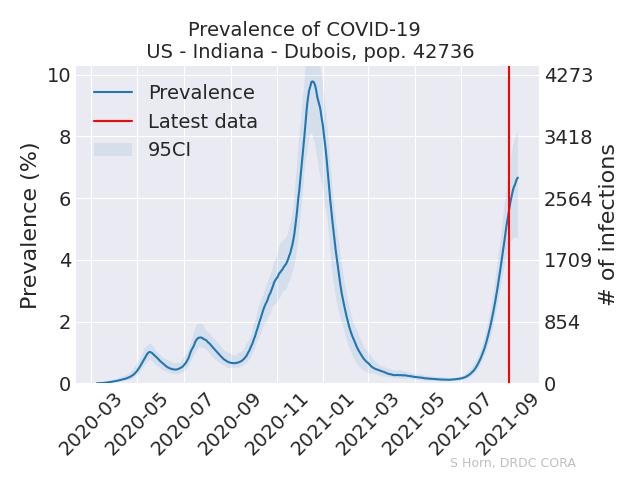 Prevalence of COVID-19
US - Indiana - Dubois, pop. 42736
Prevalence
Latest data
95CI
Prevalence (%)
10
8
6
4
2
0
4273
3418
2564
1709
854
0
# of infections
2020-03
2020-05
2020-07
2020-09
2020-11
2021-01
2021-03
2021-05
2021-07
2021-09
S Horn, DRDC CORA